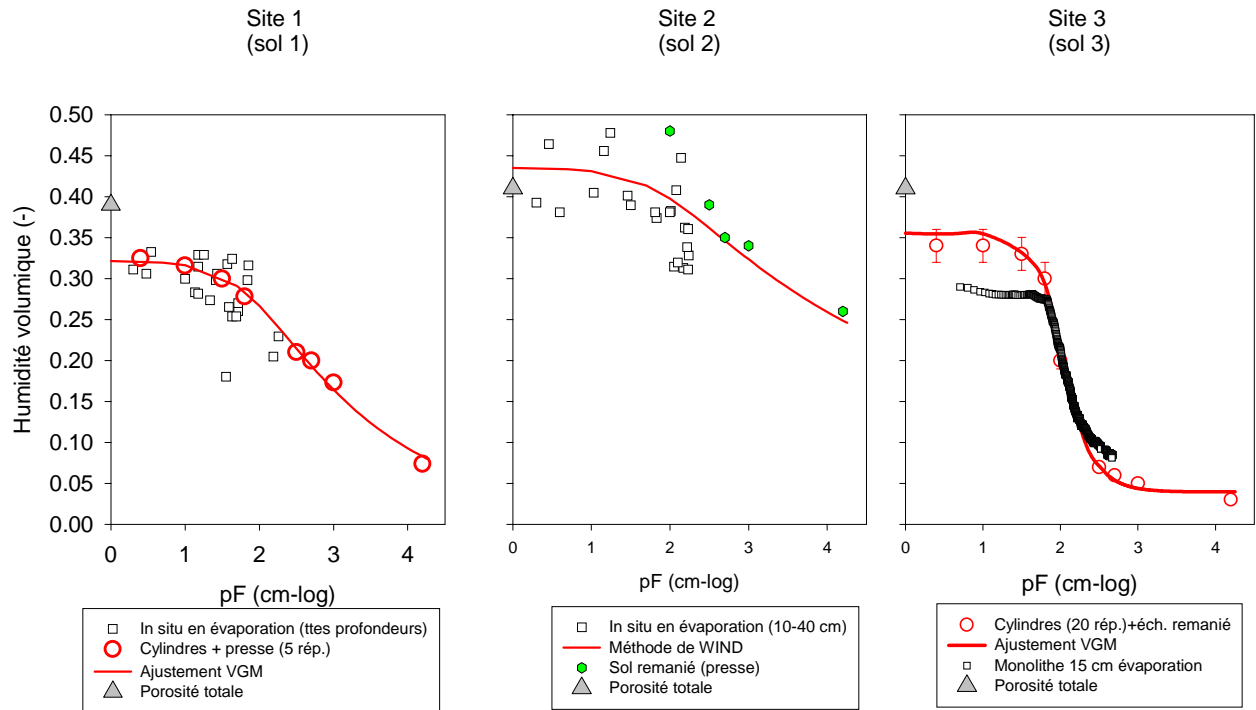 Site 1
(sol 1)
Site 2
(sol 2)
Site 3
(sol 3)
Humidité volumique (-)
0.50
0.45
0.40
0.35
0.30
0.25
0.20
0.15
0.10
0.05
0.00
0 1 2 3 4
pF (cm-log)
0 1 2 3 4
pF (cm-log)
0 1 2 3 4
pF (cm-log)
In situ en évaporation (ttes profondeurs)
Cylindres + presse (5 rép.)
Ajustement VGM
Porosité totale
In situ en évaporation (10-40 cm)
Méthode de WIND
Sol remanié (presse)
Porosité totale
Cylindres (20 rép.)+éch. remanié
Ajustement VGM
Monolithe 15 cm évaporation
Porosité totale